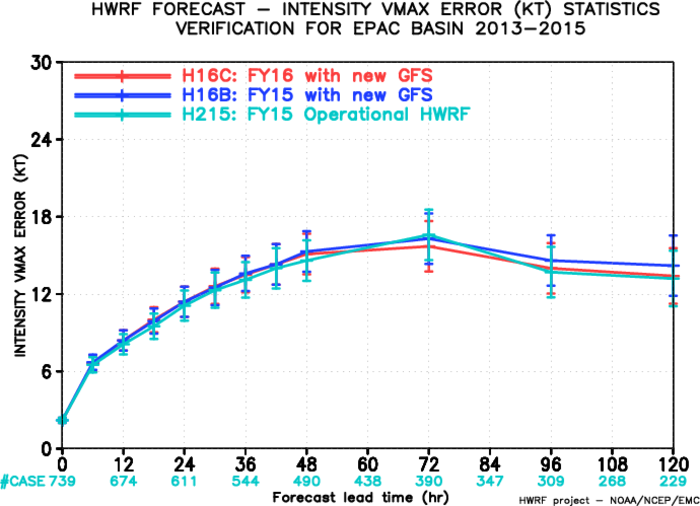 HWRF FORECAST – INTENSITY VMAX ERROR (KT) STATISTICS
VERIFICATION FOR EPAC BASIN 2013–2015
INTENSITY VMAX ERROR (KT)
30
24
18
12
6
0
H16C: FY16 with new GFS
H16B: FY15 with new GFS
H215: FY15 Operational HWRF
0 12 24 36 48 60 72 84 96 108 120
#CASE 739 674 611 544 490 438 390 347 309 268 229
Forecast lead time (hr)
HWRF project – NOAA/NCEP/EMC